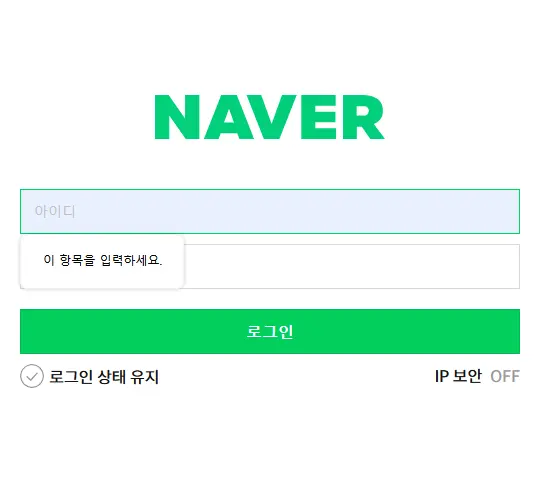 NAVER
아이디
이 항목을 입력하세요.
로그인
로그인 상태 유지
IP 보안 OFF